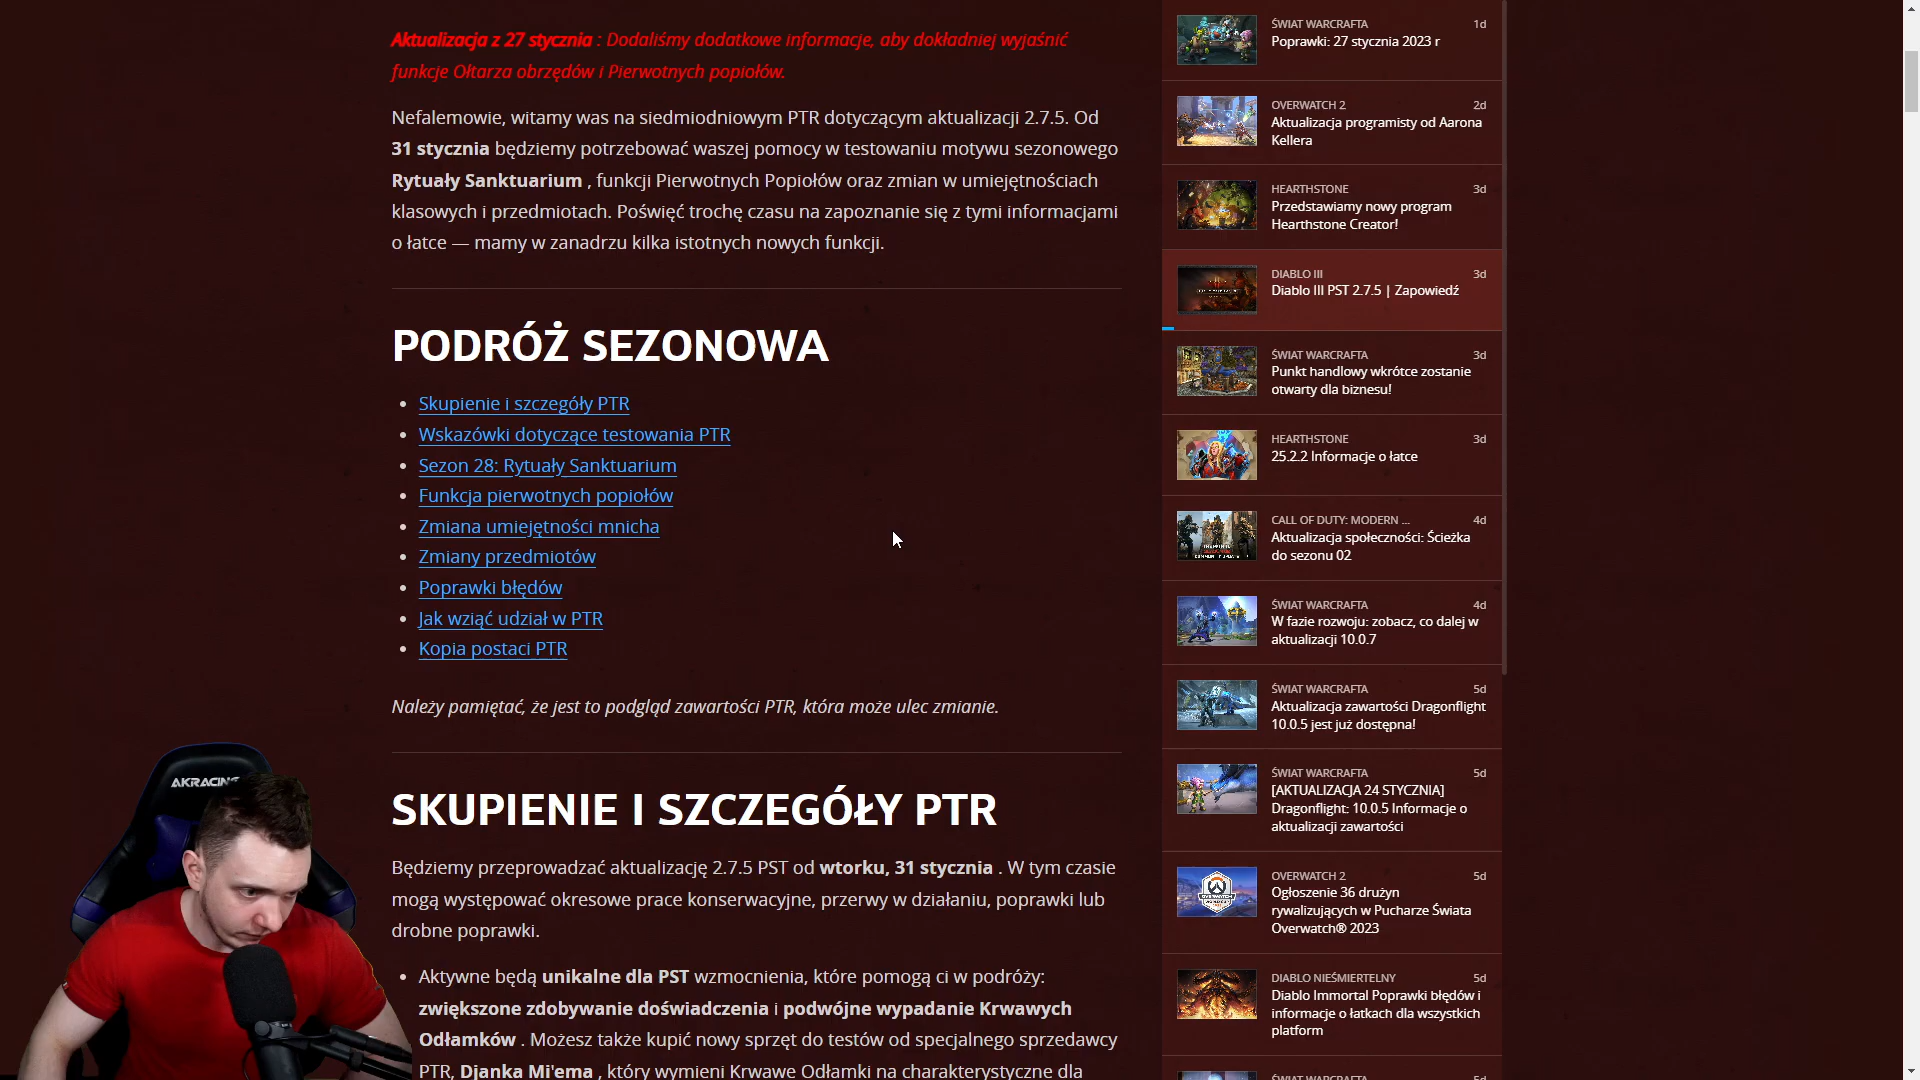 Aktualizacja z 27 stycznia : Dodaliśmy dodatkowe informacje, aby dokładniej wyjaśnić
funkcje Ołtarza obrzędów i Pierwotnych popiołów.
Nefalemowie, witamy was na siedmiodniowym PTR dotyczącym aktualizacji 2.7.5. Od
31 stycznia będziemy potrzebować waszej pomocy w testowaniu motywu sezonowego
Rytuały Sanktuarium , funkcji Pierwotnych Popiołów oraz zmian w umiejętnościach
klasowych i przedmiotach. Poświęć trochę czasu na zapoznanie się z tymi informacjami
o łatce — mamy w zanadrzu kilka istotnych nowych funkcji.
PODRÓŻ SEZONOWA
Skupienie i szczegóły PTR
Wskazówki dotyczące testowania PTR
Sezon 28: Rytuały Sanktuarium
Funkcja pierwotnych popiołów
Zmiana umiejętności mnicha
Zmiany przedmiotów
Poprawki błędów
Jak wziąć udział w PTR
Kopia postaci PTR
Należy pamiętać, że jest to podgląd zawartości PTR, która może ulec zmianie.
SKUPIENIE I SZCZEGÓŁY PTR
Będziemy przeprowadzać aktualizację 2.7.5 PST od wtorku, 31 stycznia . W tym czasie
mogą występować okresowe prace konserwacyjne, przerwy w działaniu, poprawki lub
drobne poprawki.
Aktywne będą unikalne dla PST wzmocnienia, które pomogą ci w podróży:
zwiększone zdobywanie doświadczenia i podwójne wypadanie Krwawych
Odłamków . Możesz także kupić nowy sprzęt do testów od specjalnego sprzedawcy
PTR, Djanka Mi'ema , który wymieni Krwawe Odłamki na charakterystyczne dla
ŚWIAT WARCRAFTA 1d
Poprawki: 27 stycznia 2023 r
OVERWATCH 2 2d
Aktualizacja programisty od Aarona
Kellera
HEARTHSTONE 3d
Przedstawiamy nowy program
Hearthstone Creator!
DIABLO III 3d
Diablo III PST 2.7.5 | Zapowiedź
ŚWIAT WARCRAFTA 3d
Punkt handlowy wkrótce zostanie
otwarty dla biznesu!
HEARTHSTONE 3d
25.2.2 Informacje o łatce
CALL OF DUTY: MODERN ... 4d
Aktualizacja społeczności: Ścieżka
do sezonu 02
ŚWIAT WARCRAFTA 4d
W fazie rozwoju: zobacz, co dalej w
aktualizacji 10.0.7
ŚWIAT WARCRAFTA 5d
Aktualizacja zawartości Dragonflight
10.0.5 jest już dostępna!
ŚWIAT WARCRAFTA 5d
[AKTUALIZACJA 24 STYCZNIA]
Dragonflight: 10.0.5 Informacje o
aktualizacji zawartości
OVERWATCH 2 5d
Ogłoszenie 36 drużyn
rywalizujących w Pucharze Świata
Overwatch® 2023
DIABLO NIEŚMIERTELNY 5d
Diablo Immortal Poprawki błędów i
informacje o łatkach dla wszystkich
platform
ŚWIAT WARCRAFTA 5d
AKRACING